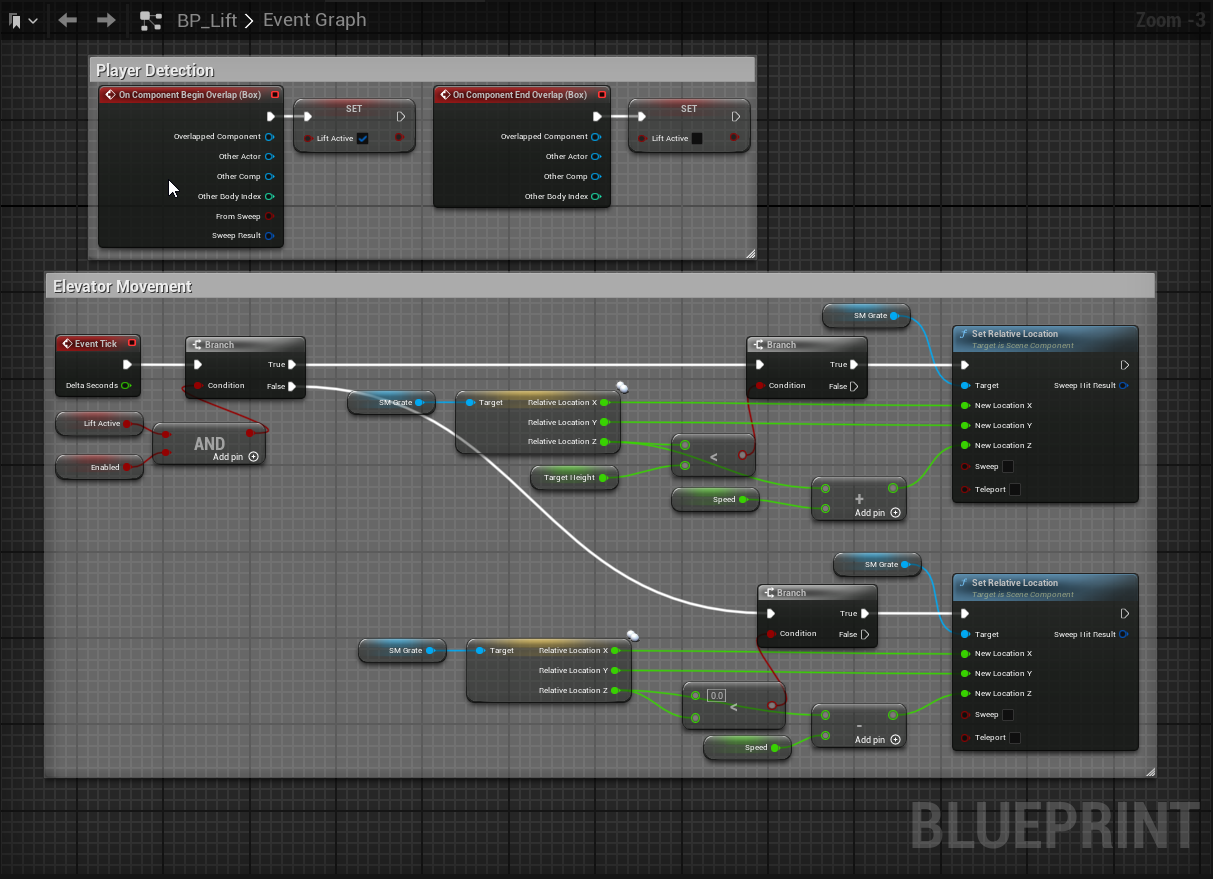 BP_Lift > Event Graph
Zoom -3
Player Detection
On Component Begin Overlap (Box)
Overlapped Component
Other Actor
Other Comp
Other Body Index
From Sweep
Sweep Result
SET
Lift Active
On Component End Overlap (Box)
Overlapped Component
Other Actor
Other Comp
Other Body Index
SET
Lift Active
Elevator Movement
Event Tick
Delta Seconds
Lift Active
Enabled
AND
Add pin
Branch
True
Condition
False
SM Grate
Target
Relative Location X
Relative Location Y
Relative Location Z
Target Height
<
Speed
+
Add pin
Branch
True
Condition
False
SM Grate
f Set Relative Location
Target is Scene Component
Target
Sweep Hit Result
New Location X
New Location Y
New Location Z
Sweep
Teleport
SM Grate
Target
Relative Location X
Relative Location Y
Relative Location Z
0.0
<
Speed
-
Add pin
Branch
True
Condition
False
SM Grate
f Set Relative Location
Target is Scene Component
Target
Sweep Hit Result
New Location X
New Location Y
New Location Z
Sweep
Teleport
BLUEPRINT